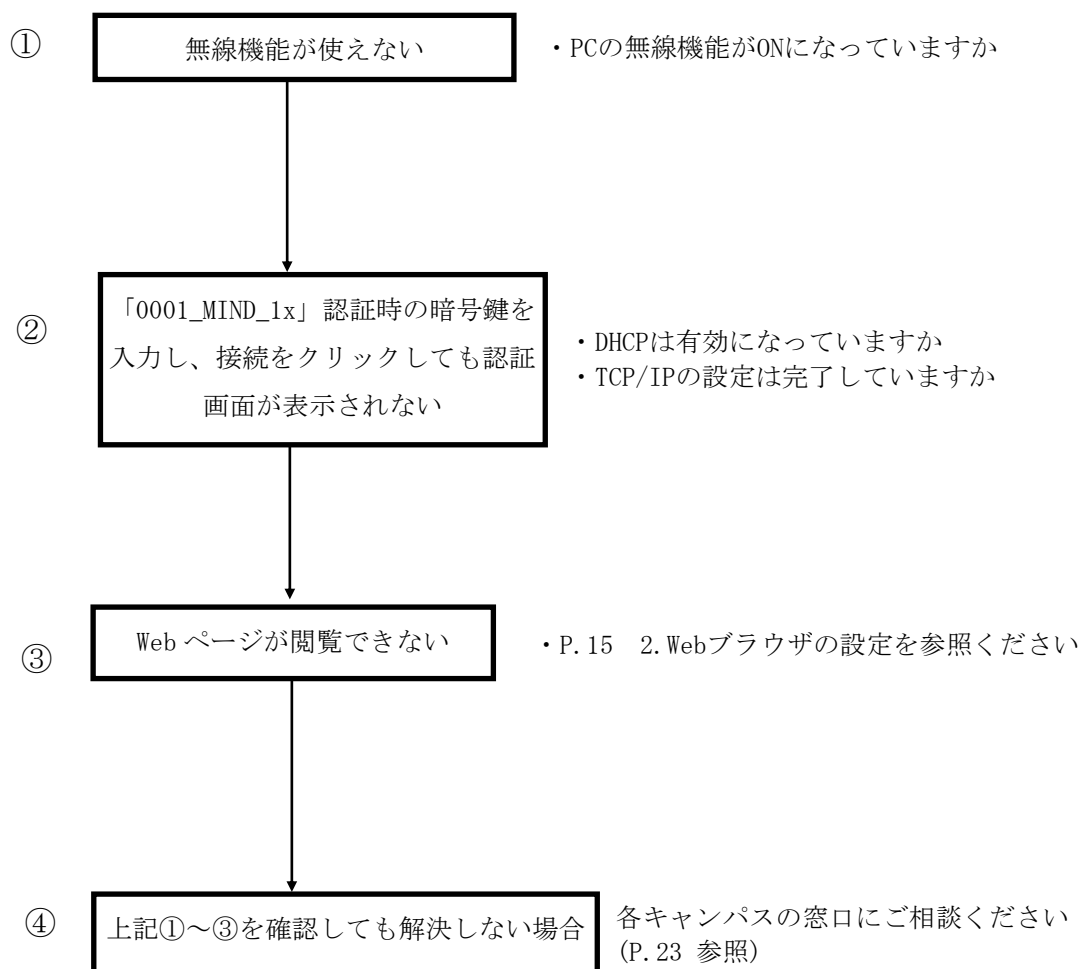 ①
無線機能が使えない
・PCの無線機能がONになっていますか
②
「0001_MIND_1x」認証時の暗号鍵を
入力し、接続をクリックしても認証
画面が表示されない
・DHCPは有効になっていますか
・TCP/IPの設定は完了していますか
③
Web ページが閲覧できない
・P.15　2.Webブラウザの設定を参照ください
④
上記①～③を確認しても解決しない場合
各キャンパスの窓口にご相談ください
(P.23 参照)